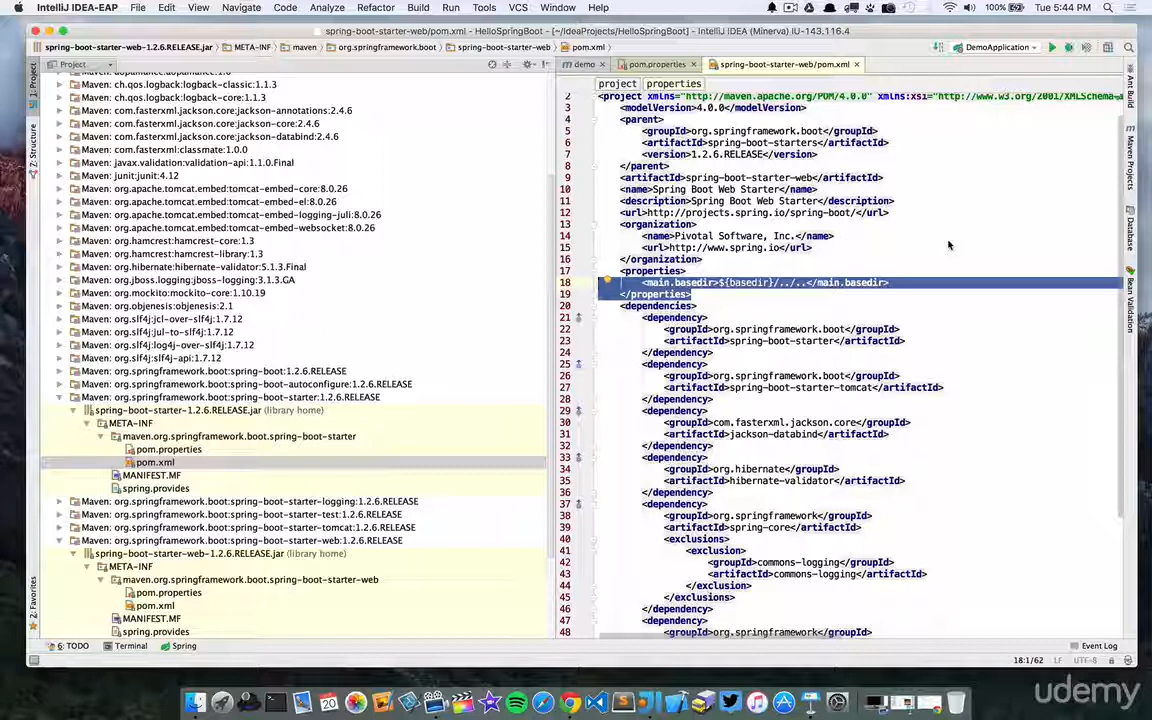 IntelliJ IDEA-EAP File Edit View Navigate Code Analyze Refactor Build Run Tools VCS Window Help 100% Tue 5:44 PM
spring-boot-starter-web/pom.xml - HelloSpringBoot - [~/IdeaProjects/HelloSpringBoot] - IntelliJ IDEA (Minerva) IU-143.116.4
spring-boot-starter-web-1.2.6.RELEASE.jar META-INF maven org.springframework.boot spring-boot-starter-web pom.xml DemoApplication
Project demo pom.properties spring-boot-starter-web/pom.xml
1: Project
Z: Structure
2: Favorites
Maven: ch.qos.logback:logback-classic:1.1.3
Maven: ch.qos.logback:logback-core:1.1.3
Maven: com.fasterxml.jackson-annotations:2.4.6
Maven: com.fasterxml.jackson-core:2.4.6
Maven: com.fasterxml.jackson-databind:2.4.6
Maven: com.fasterxml:classmate:1.0.0
Maven: javax.validation:validation-api:1.1.0.Final
Maven: junit:junit:4.12
Maven: org.apache.tomcat.embed:tomcat-embed-core:8.0.26
Maven: org.apache.tomcat.embed:tomcat-embed-el:8.0.26
Maven: org.apache.tomcat.embed:tomcat-embed-logging-juli:8.0.26
Maven: org.apache.tomcat.embed:tomcat-embed-websocket:8.0.26
Maven: org.hamcrest:hamcrest-core:1.3
Maven: org.hamcrest:hamcrest-library:1.3
Maven: org.hibernate:hibernate-validator:5.1.3.Final
Maven: org.jboss.logging:jboss-logging:3.1.3.GA
Maven: org.mockito:mockito-core:1.10.19
Maven: org.objenesis:objenesis:2.1
Maven: org.slf4j:jcl-over-slf4j:1.7.12
Maven: org.slf4j:jul-to-slf4j:1.7.12
Maven: org.slf4j:log4j-over-slf4j:1.7.12
Maven: org.slf4j:slf4j-api:1.7.12
Maven: org.springframework.boot:spring-boot:1.2.6.RELEASE
Maven: org.springframework.boot:spring-boot-autoconfigure:1.2.6.RELEASE
Maven: org.springframework.boot:spring-boot-starter:1.2.6.RELEASE
spring-boot-starter-1.2.6.RELEASE.jar (library home)
META-INF
maven.org.springframework.boot.spring-boot-starter
pom.properties
pom.xml
MANIFEST.MF
spring.provides
Maven: org.springframework.boot:spring-boot-starter-logging:1.2.6.RELEASE
Maven: org.springframework.boot:spring-boot-starter-test:1.2.6.RELEASE
Maven: org.springframework.boot:spring-boot-starter-tomcat:1.2.6.RELEASE
Maven: org.springframework.boot:spring-boot-starter-web:1.2.6.RELEASE
spring-boot-starter-web-1.2.6.RELEASE.jar (library home)
META-INF
maven.org.springframework.boot.spring-boot-starter-web
pom.properties
pom.xml
MANIFEST.MF
spring.provides
project properties
2 <project xmlns="http://maven.apache.org/POM/4.0.0" xmlns:xsi="http://www.w3.org/2001/XMLSchema-
3 <modelVersion>4.0.0</modelVersion>
4 <parent>
5 <groupId>org.springframework.boot</groupId>
6 <artifactId>spring-boot-starters</artifactId>
7 <version>1.2.6.RELEASE</version>
8 </parent>
9 <artifactId>spring-boot-starter-web</artifactId>
10 <name>Spring Boot Web Starter</name>
11 <description>Spring Boot Web Starter</description>
12 <url>http://projects.spring.io/spring-boot/</url>
13 <organization>
14 <name>Pivotal Software, Inc.</name>
15 <url>http://www.spring.io</url>
16 </organization>
17 <properties>
18 <main.basedir>${basedir}/../..</main.basedir>
19 </properties>
20 <dependencies>
21 <dependency>
22 <groupId>org.springframework.boot</groupId>
23 <artifactId>spring-boot-starter</artifactId>
24 </dependency>
25 <dependency>
26 <groupId>org.springframework.boot</groupId>
27 <artifactId>spring-boot-starter-tomcat</artifactId>
28 </dependency>
29 <dependency>
30 <groupId>com.fasterxml.jackson.core</groupId>
31 <artifactId>jackson-databind</artifactId>
32 </dependency>
33 <dependency>
34 <groupId>org.hibernate</groupId>
35 <artifactId>hibernate-validator</artifactId>
36 </dependency>
37 <dependency>
38 <groupId>org.springframework</groupId>
39 <artifactId>spring-core</artifactId>
40 <exclusions>
41 <exclusion>
42 <groupId>commons-logging</groupId>
43 <artifactId>commons-logging</artifactId>
44 </exclusion>
45 </exclusions>
46 </dependency>
47 <dependency>
48 <groupId>org.springframework</groupId>
Ant Build
Maven Projects
Database
Bean Validation
6: TODO Terminal Spring Event Log
18:1/62 LF UTF-8
udemy